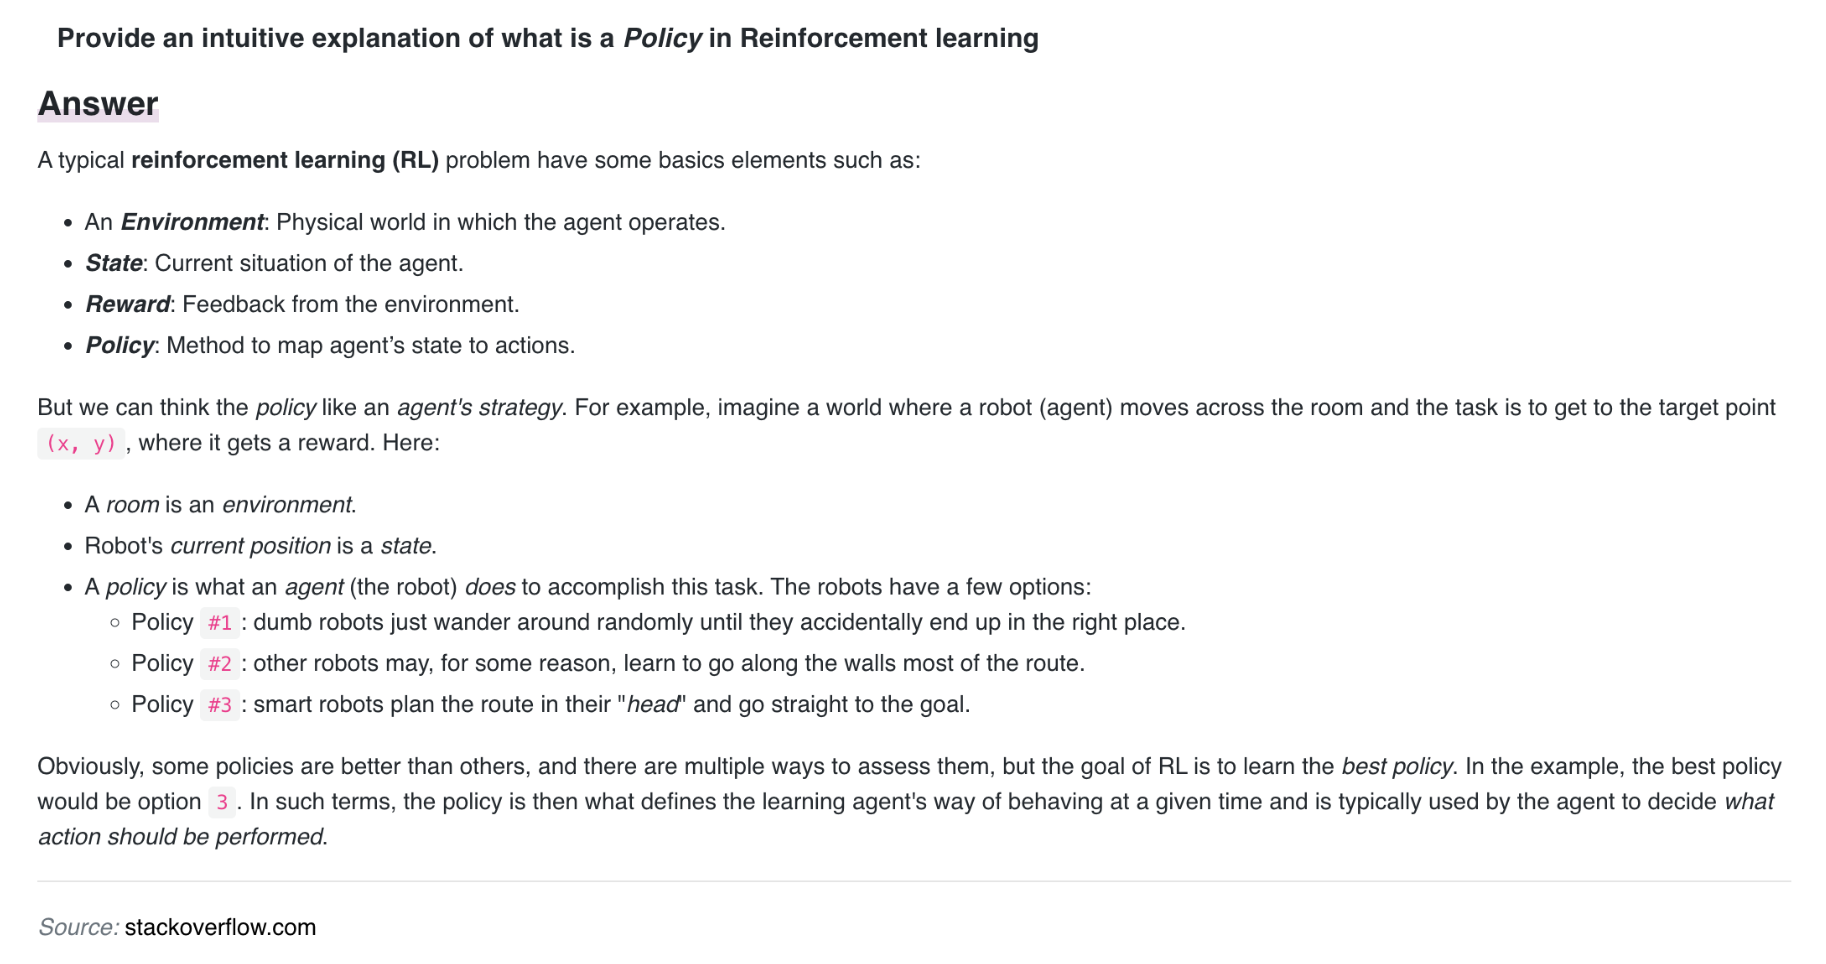 Provide an intuitive explanation of what is a Policy in Reinforcement learning
Answer
A typical reinforcement learning (RL) problem have some basics elements such as:
• An Environment: Physical world in which the agent operates.
• State: Current situation of the agent.
• Reward: Feedback from the environment.
• Policy: Method to map agent’s state to actions.
But we can think the policy like an agent's strategy. For example, imagine a world where a robot (agent) moves across the room and the task is to get to the target point
(x, y) , where it gets a reward. Here:
• A room is an environment.
• Robot's current position is a state.
• A policy is what an agent (the robot) does to accomplish this task. The robots have a few options:
◦ Policy #1 : dumb robots just wander around randomly until they accidentally end up in the right place.
◦ Policy #2 : other robots may, for some reason, learn to go along the walls most of the route.
◦ Policy #3 : smart robots plan the route in their "head" and go straight to the goal.
Obviously, some policies are better than others, and there are multiple ways to assess them, but the goal of RL is to learn the best policy. In the example, the best policy
would be option 3 . In such terms, the policy is then what defines the learning agent's way of behaving at a given time and is typically used by the agent to decide what
action should be performed.
Source: stackoverflow.com